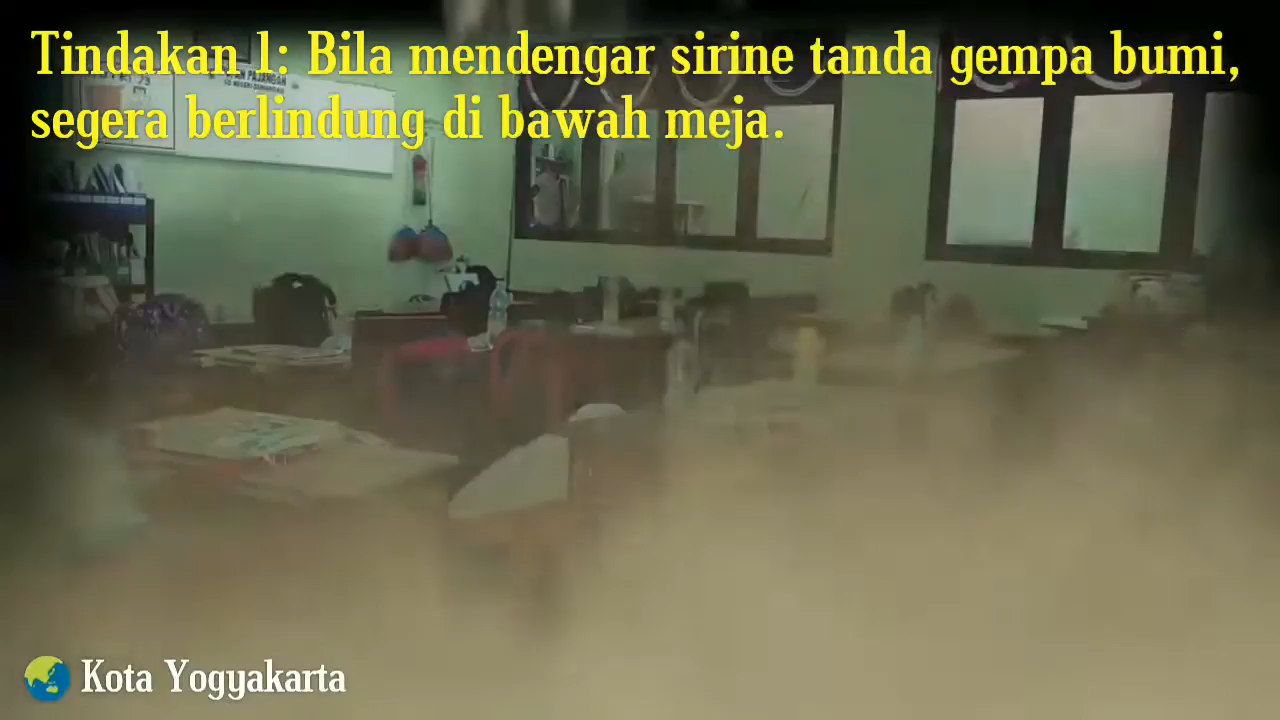 Tindakan 1: Bila mendengar sirine tanda gempa bumi,
segera berlindung di bawah meja.
Kota Yogyakarta